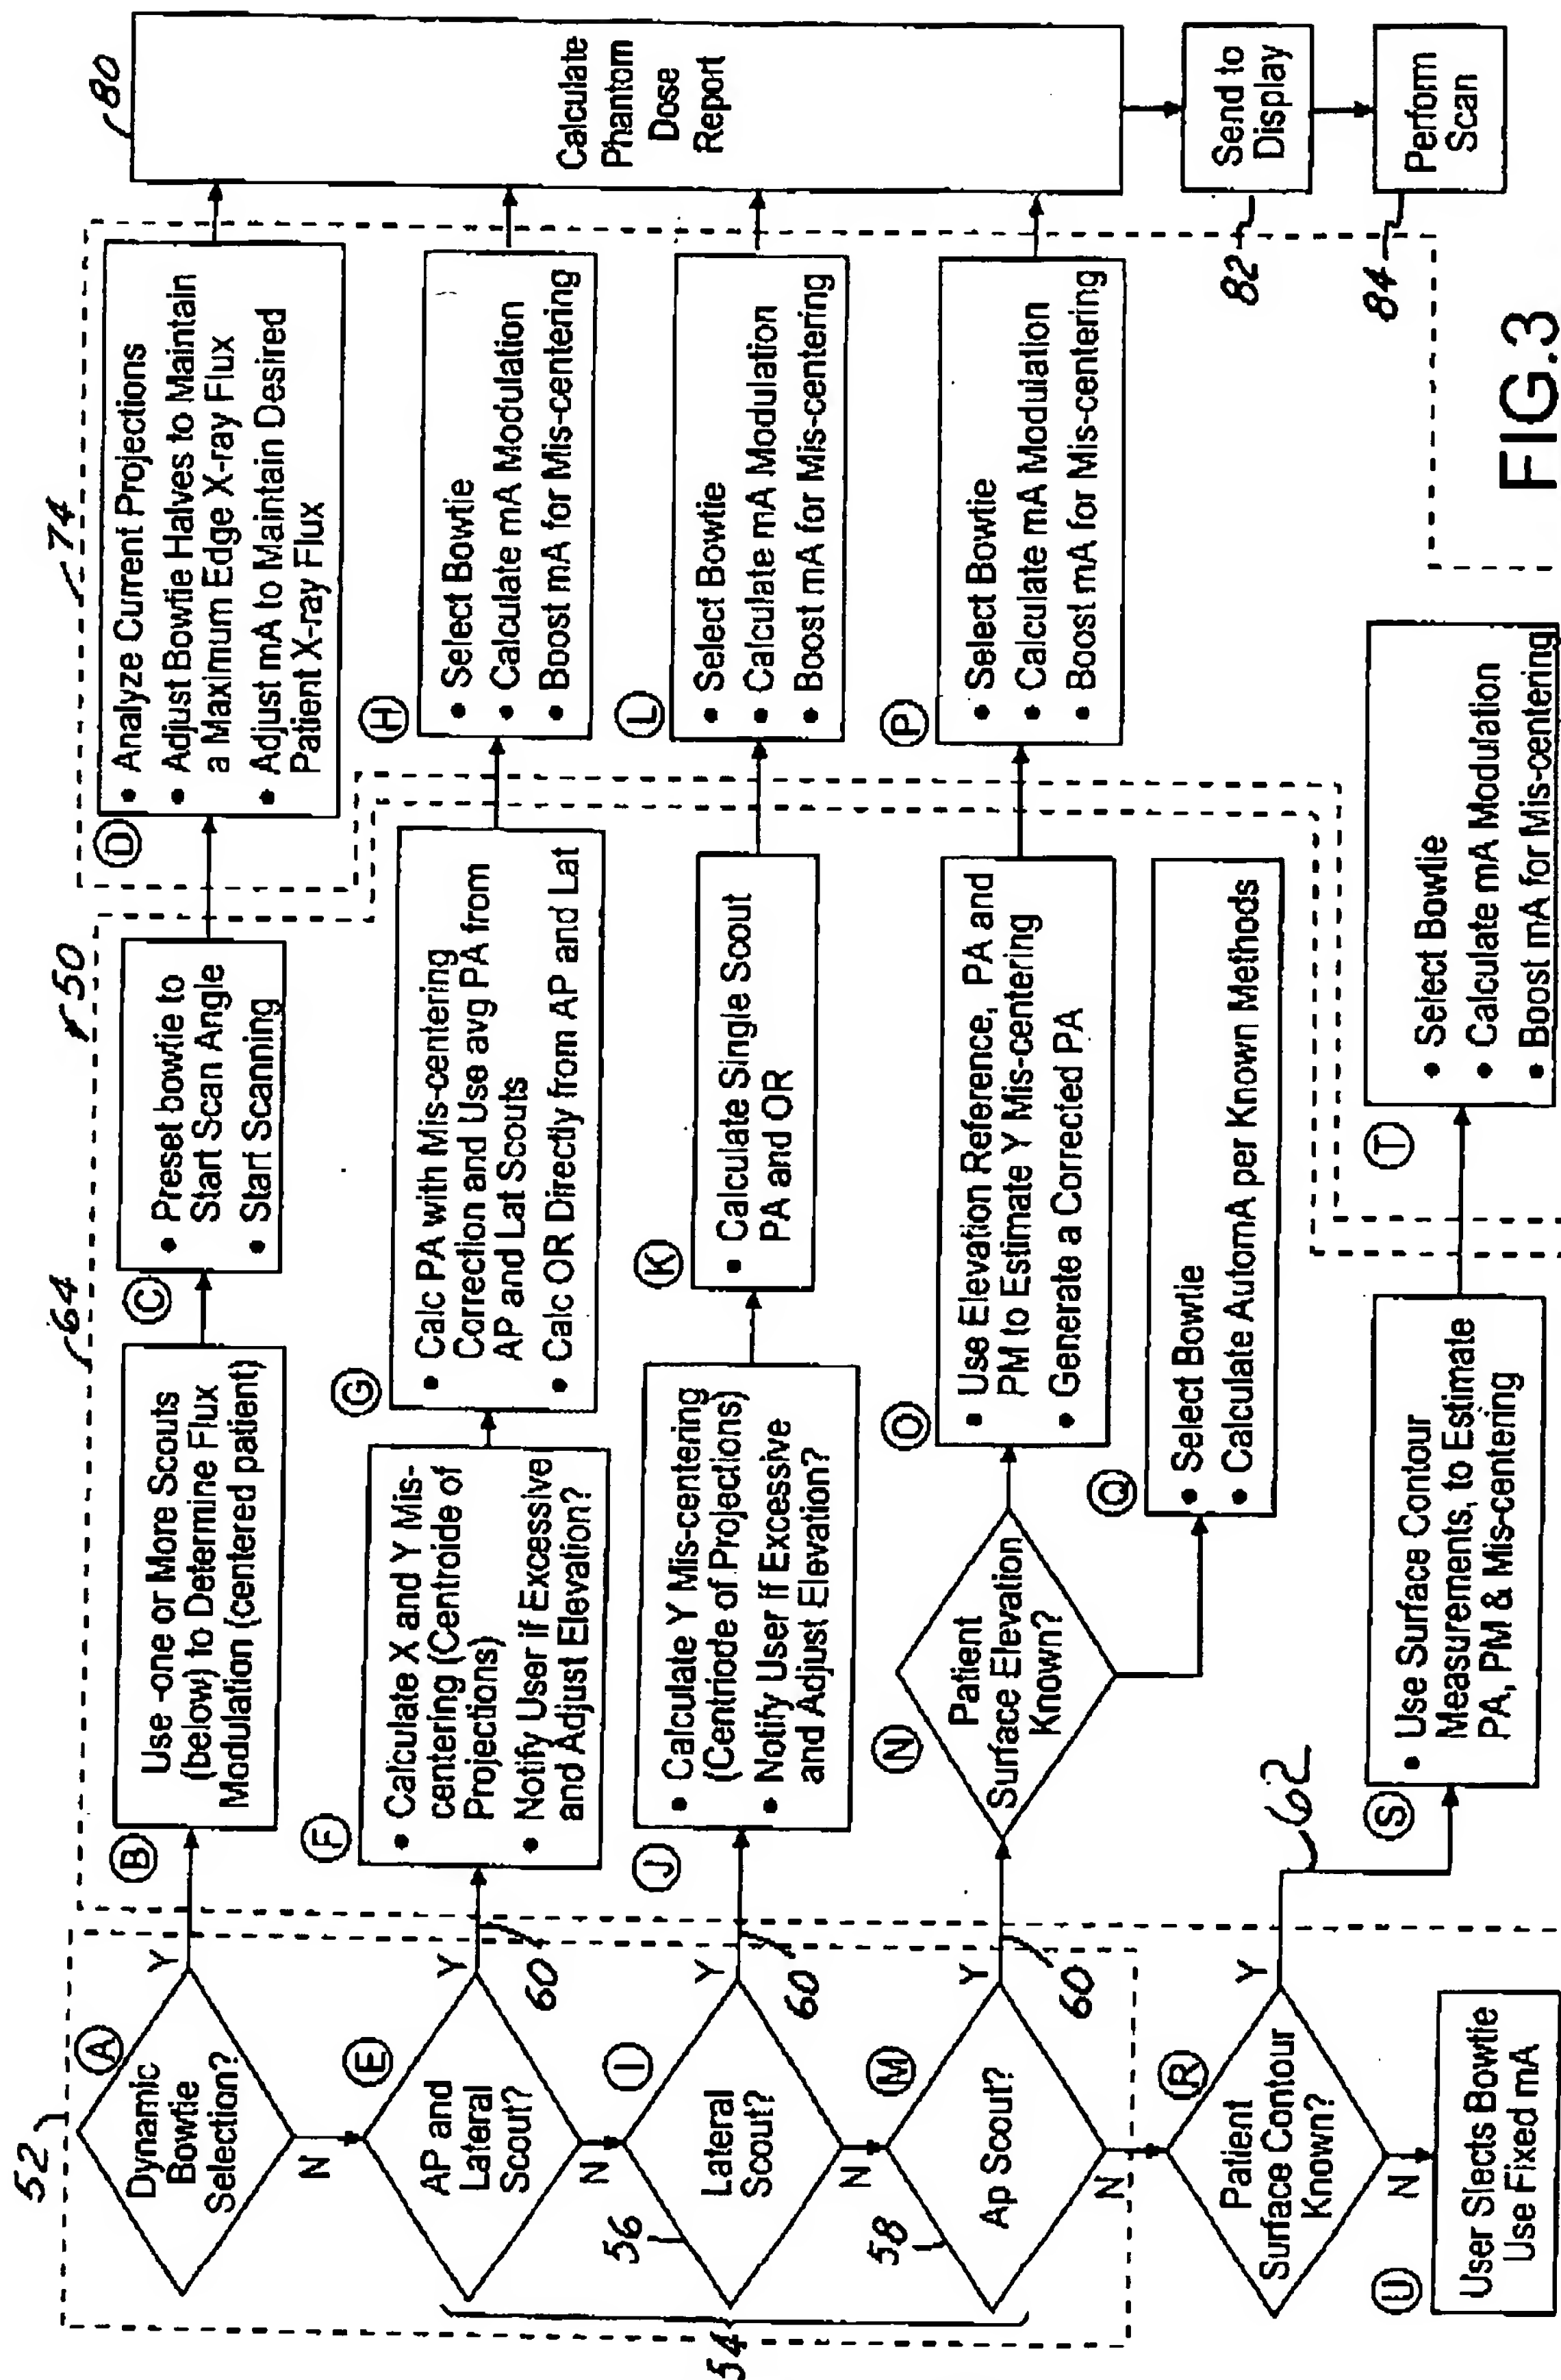 52
A
Dynamic
Bowtie
Selection?
Y
N
B
Use -one or More Scouts
(below) to Determine Flux
Modulation (centered patient)
64
50
C
• Preset bowtie to
Start Scan Angle
• Start Scanning
74
D
• Analyze Current Projections
• Adjust Bowtie Halves to Maintain
a Maximum Edge X-ray Flux
• Adjust mA to Maintain Desired
Patient X-ray Flux
80
Calculate
Phantom
Dose
Report
E
AP and
Lateral
Scout?
Y
N
60
F
• Calculate X and Y Mis-
centering (Centroide of
Projections)
• Notify User if Excessive
and Adjust Elevation?
G
• Calc PA with Mis-centering
Correction and Use avg PA from
AP and Lat Scouts
• Calc OR Directly from AP and Lat
H
• Select Bowtie
• Calculate mA Modulation
• Boost mA for Mis-centering
54
56
I
Lateral
Scout?
Y
N
60
J
• Calculate Y Mis-centering
(Centriode of Projections)
• Notify User if Excessive
and Adjust Elevation?
K
• Calculate Single Scout
PA and OR
L
• Select Bowtie
• Calculate mA Modulation
• Boost mA for Mis-centering
58
M
Ap Scout?
Y
N
60
N
Patient
Surface Elevation
Known?
O
• Use Elevation Reference, PA and
PM to Estimate Y Mis-centering
• Generate a Corrected PA
P
• Select Bowtie
• Calculate mA Modulation
• Boost mA for Mis-centering
Q
• Select Bowtie
• Calculate AutomA per Known Methods
82
Send to
Display
84
Perform
Scan
R
Patient
Surface Contour
Known?
Y
N
62
S
• Use Surface Contour
Measurements, to Estimate
PA, PM & Mis-centering
T
• Select Bowtie
• Calculate mA Modulation
• Boost mA for Mis-centering
U
User Slects Bowtie
Use Fixed mA
FIG.3